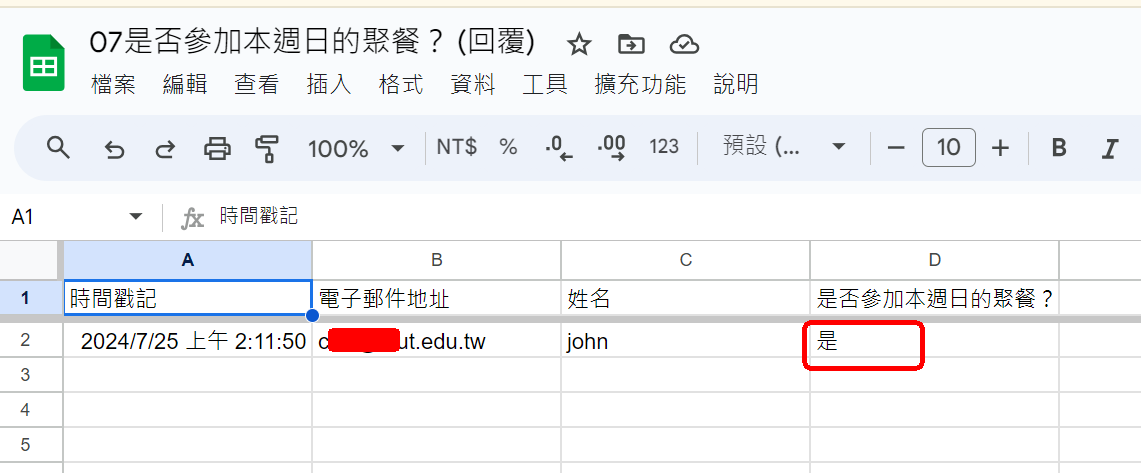 07是否參加本週日的聚餐？ (回覆)
檔案 編輯 查看 插入 格式 資料 工具 擴充功能 說明
100% NT$ % .0 .00 123 預設 (... 10 B I
A1 fx 時間戳記
A B C D
1 時間戳記 電子郵件地址 姓名 是否參加本週日的聚餐？
2 2024/7/25 上午 2:11:50 ut.edu.tw john 是
3
4
5